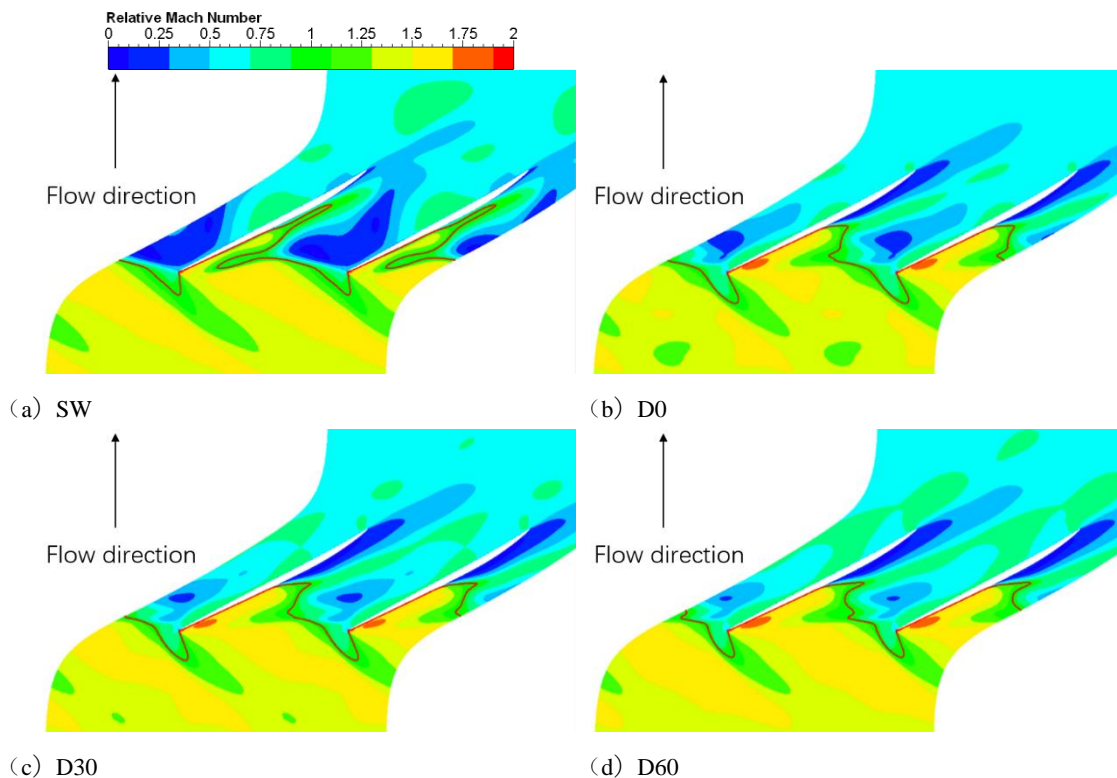 Relative Mach Number
0 0.25 0.5 0.75 1 1.25 1.5 1.75 2
Flow direction
Flow direction
（a）SW
（b）D0
Flow direction
Flow direction
（c）D30
（d）D60